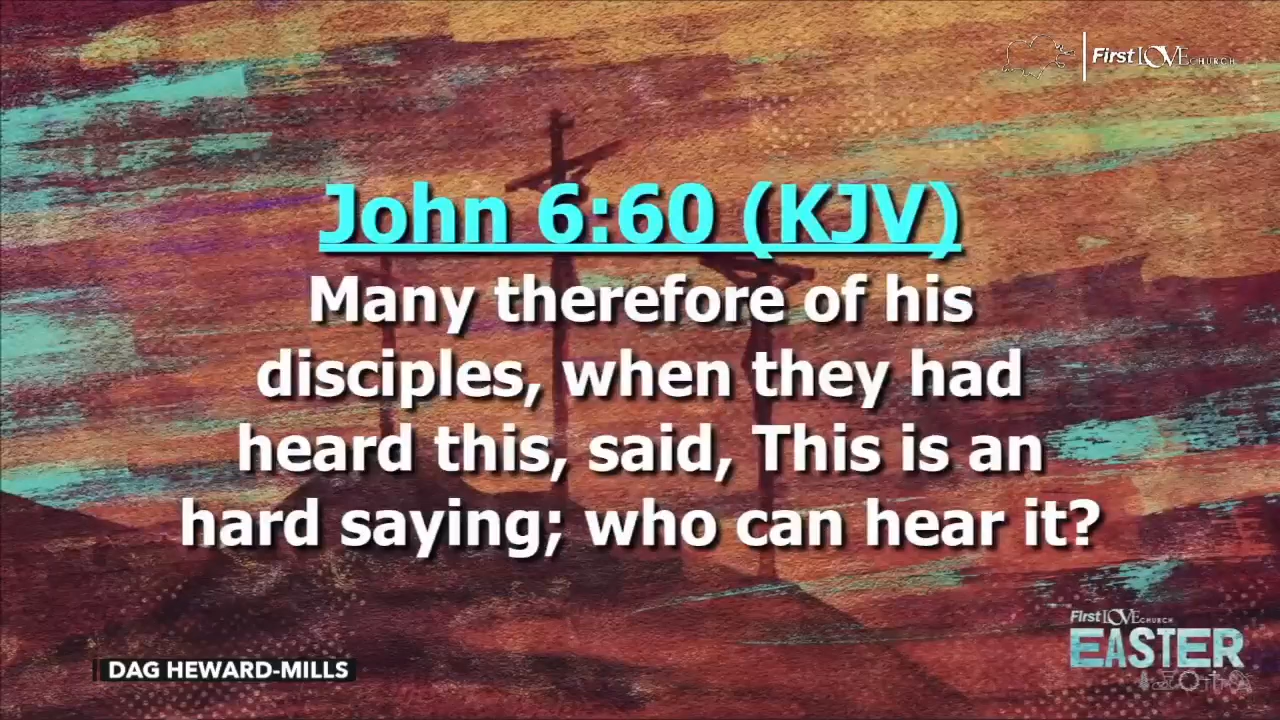 First LOVE CHURCH
John 6:60 (KJV)
Many therefore of his
disciples, when they had
heard this, said, This is an
hard saying; who can hear it?
First LOVE CHURCH
EASTER
DAG HEWARD-MILLS